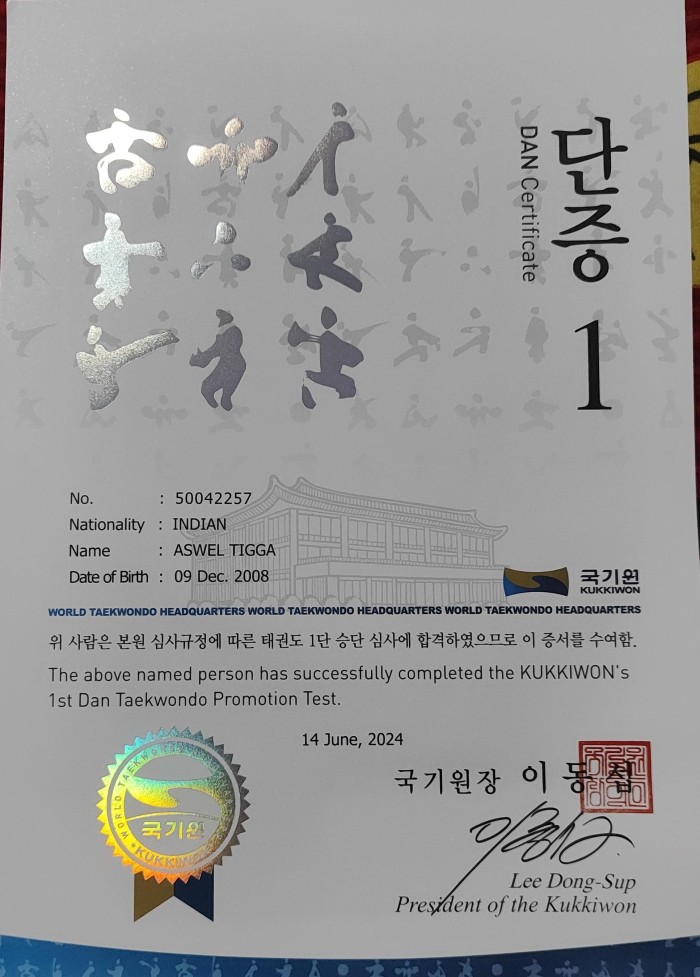 단증
DAN Certificate
1
No. : 50042257
Nationality : INDIAN
Name : ASWEL TIGGA
Date of Birth : 09 Dec. 2008
국기원
KUKKIWON
WORLD TAEKWONDO HEADQUARTERS WORLD TAEKWONDO HEADQUARTERS WORLD TAEKWONDO HEADQUARTERS
위 사람은 본원 심사규정에 따른 태권도 1단 승단 심사에 합격하였으므로 이 증서를 수여함.
The above named person has successfully completed the KUKKIWON's
1st Dan Taekwondo Promotion Test.
14 June, 2024
국기원장 이동섭
Lee Dong-Sup
President of the Kukkiwon
WORLD TAEKWONDO
국기원
KUKKIWON